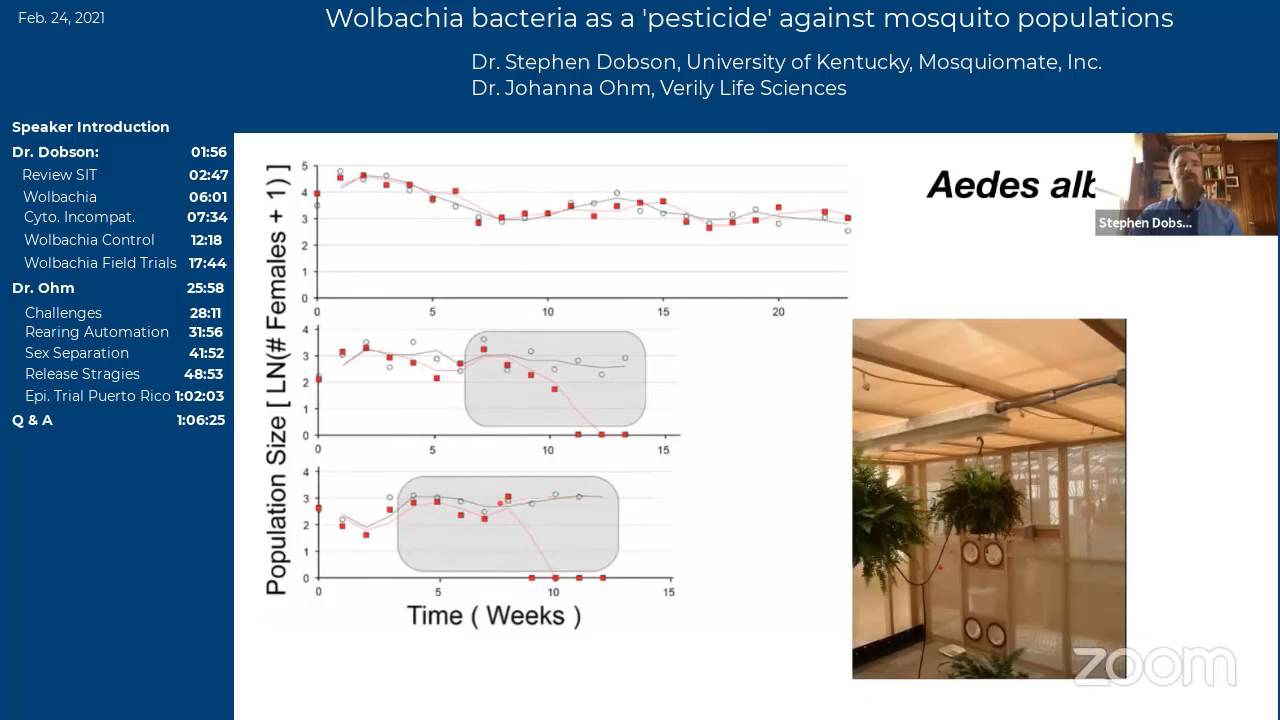 Feb. 24, 2021
Wolbachia bacteria as a 'pesticide' against mosquito populations
Dr. Stephen Dobson, University of Kentucky, Mosquiomate, Inc.
Dr. Johanna Ohm, Verily Life Sciences
Speaker Introduction
Dr. Dobson: 01:56
Review SIT 02:47
Wolbachia 06:01
Cyto. Incompat. 07:34
Wolbachia Control 12:18
Wolbachia Field Trials 17:44
Dr. Ohm 25:58
Challenges 28:11
Rearing Automation 31:56
Sex Separation 41:52
Release Stragies 48:53
Epi. Trial Puerto Rico 1:02:03
Q & A 1:06:25
Population Size [ LN(# Females + 1) ]
5
4
3
2
1
0
0 5 10 15 20
4
3
2
1
0
0 5 10 15
4
3
2
1
0
0 5 10 15
Time ( Weeks )
Aedes alb
Stephen Dobs...
zoom